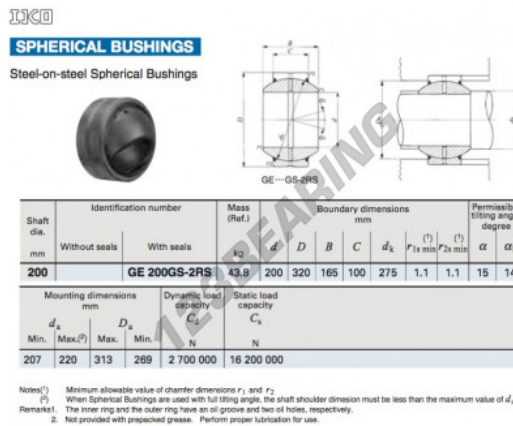 IKO
SPHERICAL BUSHINGS
Steel-on-steel Spherical Bushings
B
C
D
d
GE···GS-2RS
123BEARING
Shaft dia. mm
Identification number
Without seals
With seals
Mass (Ref.) kg
Boundary dimensions mm
d D B C dk r1s min(1) r2s min(1)
Permissib tilting angl degree
α α
200 GE 200GS-2RS 43.8 200 320 165 100 275 1.1 1.1 15 14
Mounting dimensions mm
da Da
Min. Max.(2) Max. Min.
Dynamic load capacity Cd N
Static load capacity Cs N
207 220 313 269 2 700 000 16 200 000
Notes(1) Minimum allowable value of chamfer dimensions r1 and r2
(2) When Spherical Bushings are used with full tilting angle, the shaft shoulder dimesion must be less than the maximum value of d
Remarks1. The inner ring and the outer ring have an oil groove and two oil holes, respectively.
2. Not provided with prepacked grease. Perform proper lubrication for use.